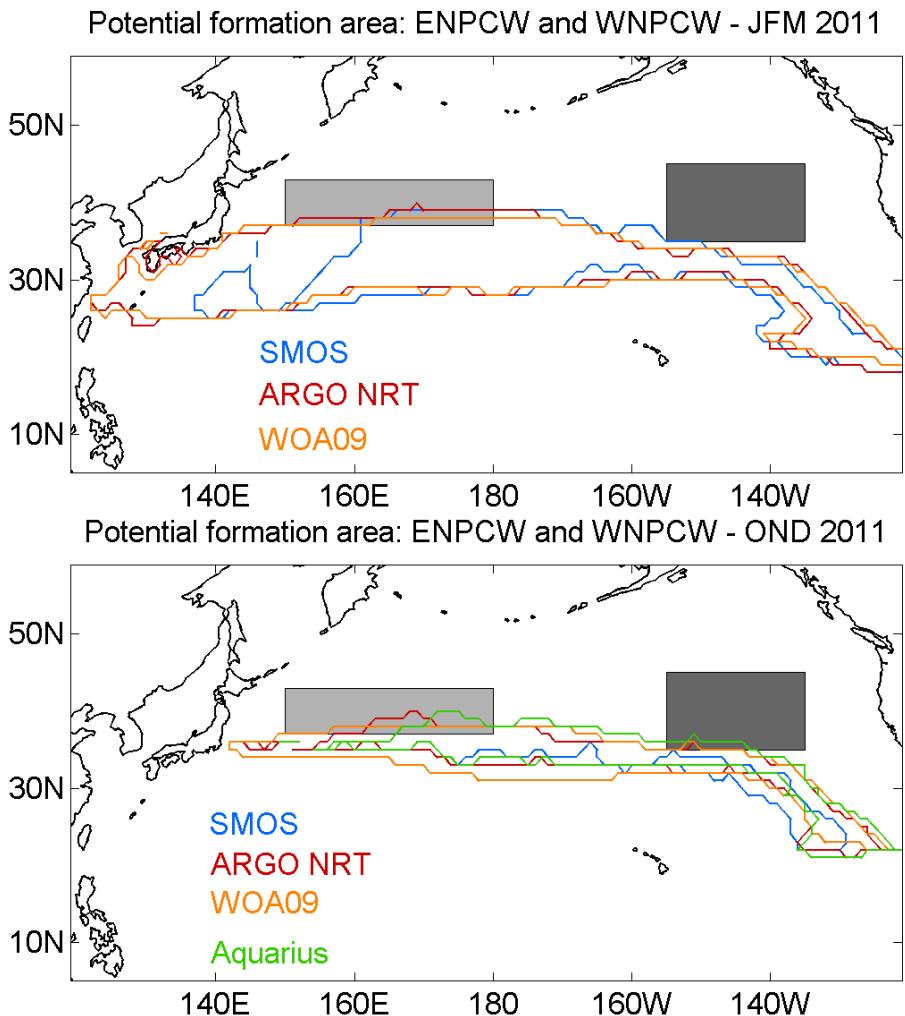 Potential formation area: ENPCW and WNPCW - JFM 2011
50N
30N
10N
SMOS
ARGO NRT
WOA09
140E 160E 180 160W 140W
Potential formation area: ENPCW and WNPCW - OND 2011
50N
30N
10N
SMOS
ARGO NRT
WOA09
Aquarius
140E 160E 180 160W 140W